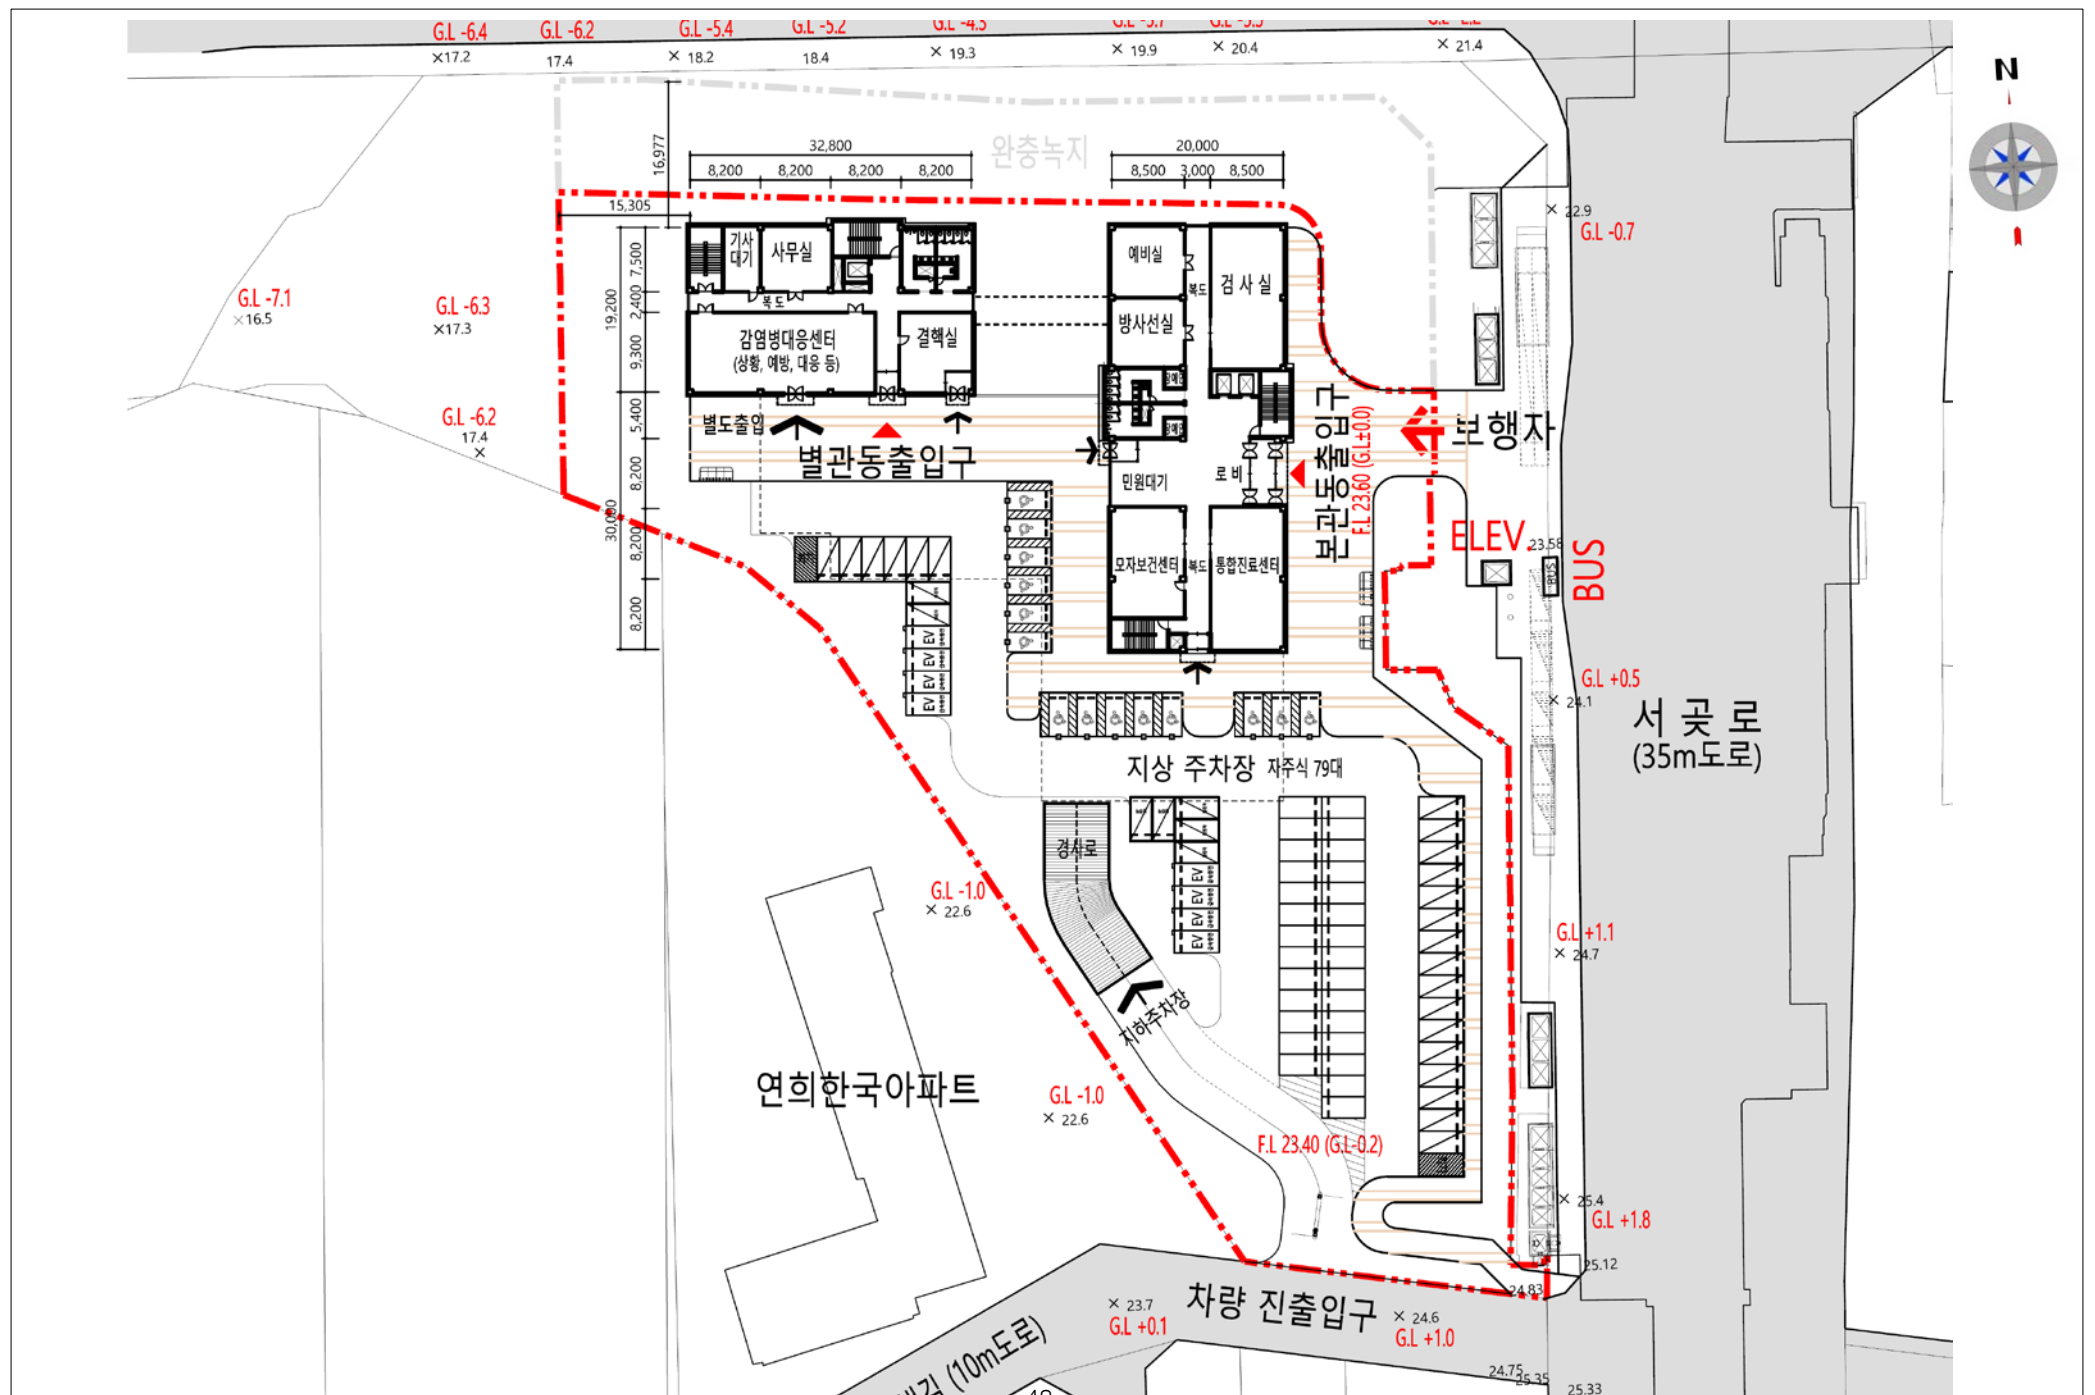 G.L -6.4
G.L -6.2
G.L -5.4
G.L -5.2
G.L -4.3
G.L -2.2
17.2
17.4
18.2
18.4
19.3
19.9
20.4
21.4
N
완충녹지
16,977
32,800
8,200
8,200
8,200
8,200
20,000
8,500
3,000
8,500
15,305
22.9
G.L -0.7
G.L -7.1
16.5
G.L -6.3
17.3
G.L -6.2
17.4
19,200
7,500
2,400
9,300
5,400
8,200
30,000
8,200
8,200
기사
대기
사무실
복도
감염병대응센터
(상황, 예방, 대응 등)
결핵실
예비실
검 사 실
복도
방사선실
별도출입
별관동출입구
민원대기
로 비
본관동출입구
F.L 23.60 (G.L±0.0)
보행자
모자보건센터
복도
통합진료센터
ELEV.
23.58
BUS
BUS
G.L +0.5
24.1
서 곶 로
(35m도로)
EV
EV
EV
EV
지상 주차장 자주식 79대
경사로
EV
EV
EV
EV
지하주차장
G.L -1.0
22.6
G.L +1.1
24.7
연희한국아파트
G.L -1.0
22.6
F.L 23.40 (G.L-0.2)
25.4
G.L +1.8
25.12
24.83
차량 진출입구
23.7
G.L +0.1
24.6
G.L +1.0
(10m도로)
24.75
25.35
25.33